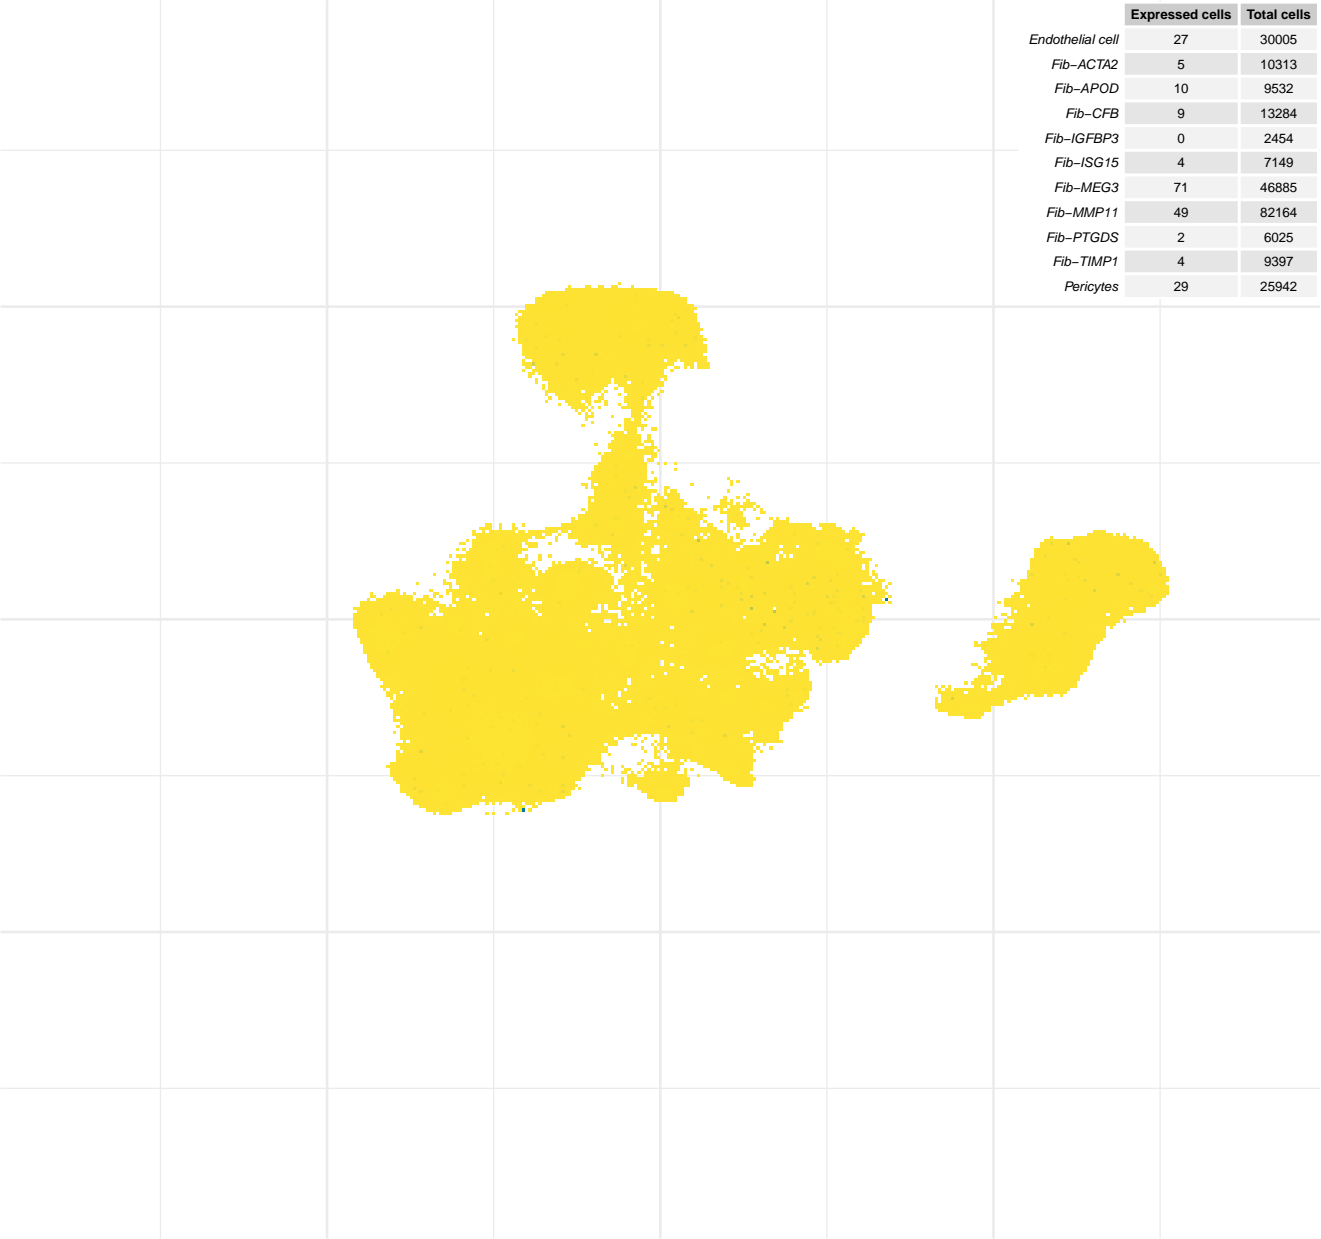 Expressed cells Total cells
Endothelial cell 27 30005
Fib−ACTA2 5 10313
Fib−APOD 10 9532
Fib−CFB 9 13284
Fib−IGFBP3 0 2454
Fib−ISG15 4 7149
Fib−MEG3 71 46885
Fib−MMP11 49 82164
Fib−PTGDS 2 6025
Fib−TIMP1 4 9397
Pericytes 29 25942